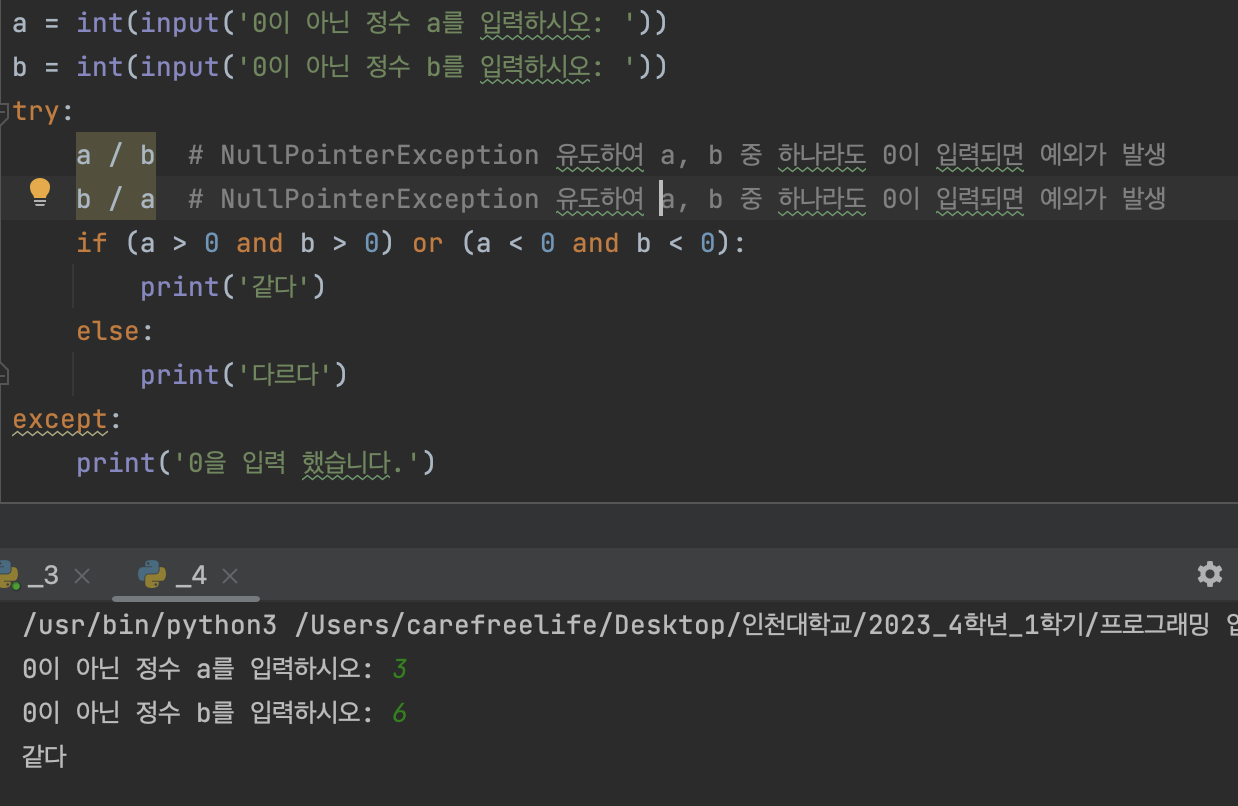 a = int(input('0이 아닌 정수 a를 입력하시오: '))
b = int(input('0이 아닌 정수 b를 입력하시오: '))
try:
    a / b  # NullPointerException 유도하여 a, b 중 하나라도 0이 입력되면 예외가 발생
    b / a  # NullPointerException 유도하여 a, b 중 하나라도 0이 입력되면 예외가 발생
    if (a > 0 and b > 0) or (a < 0 and b < 0):
        print('같다')
    else:
        print('다르다')
except:
    print('0을 입력 했습니다.')
_3 _4
/usr/bin/python3 /Users/carefreelife/Desktop/인천대학교/2023_4학년_1학기/프로그래밍
0이 아닌 정수 a를 입력하시오: 3
0이 아닌 정수 b를 입력하시오: 6
같다